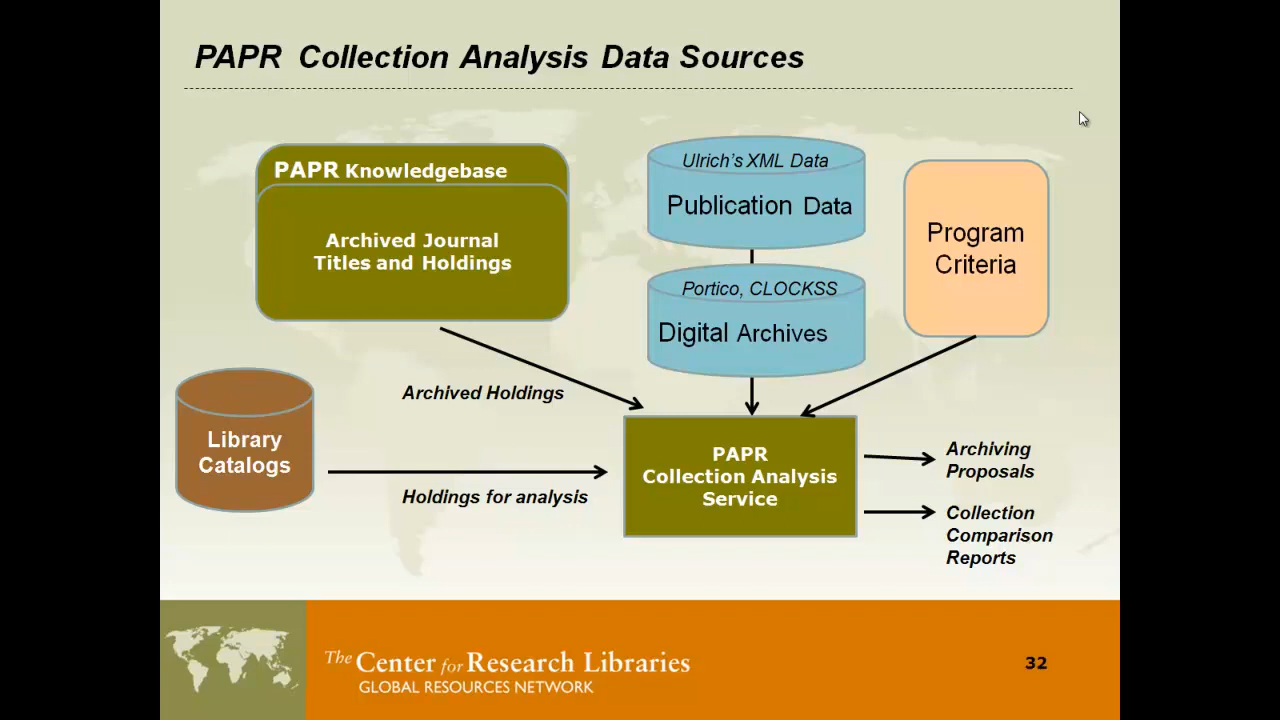 PAPR Collection Analysis Data Sources
PAPR Knowledgebase
Archived Journal
Titles and Holdings
Ulrich's XML Data
Publication Data
Portico, CLOCKSS
Digital Archives
Program
Criteria
Archived Holdings
Library
Catalogs
Holdings for analysis
PAPR
Collection Analysis
Service
Archiving
Proposals
Collection
Comparison
Reports
The Center for Research Libraries
GLOBAL RESOURCES NETWORK
32